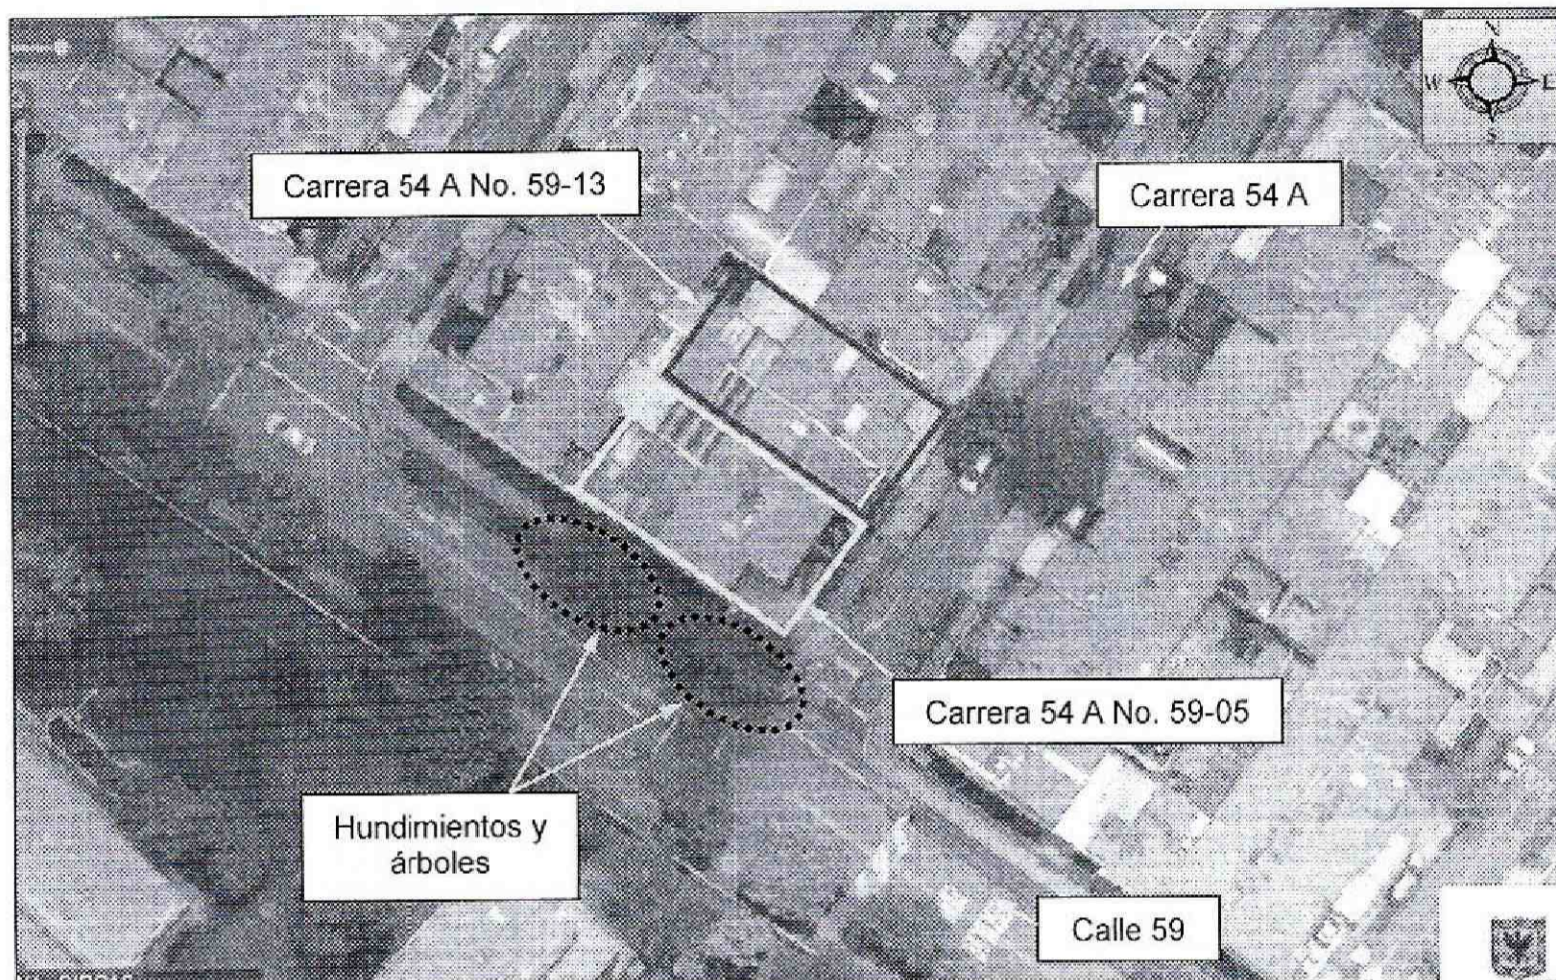 N
W E
S
Carrera 54 A No. 59-13
Carrera 54 A
Carrera 54 A No. 59-05
Hundimientos y
árboles
Calle 59